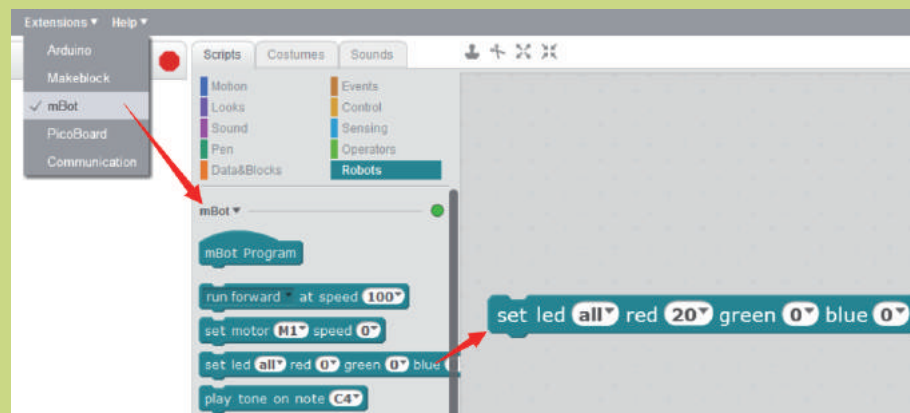 Extensions Help
Arduino
Makeblock
mBot
PicoBoard
Communication
Scripts Costumes Sounds
Motion Events
Looks Control
Sound Sensing
Pen Operators
Data&Blocks Robots
mBot
mBot Program
run forward at speed 100
set motor M1 speed 0
set led all red 0 green 0 blue
play tone on note C4
set led all red 20 green 0 blue 0